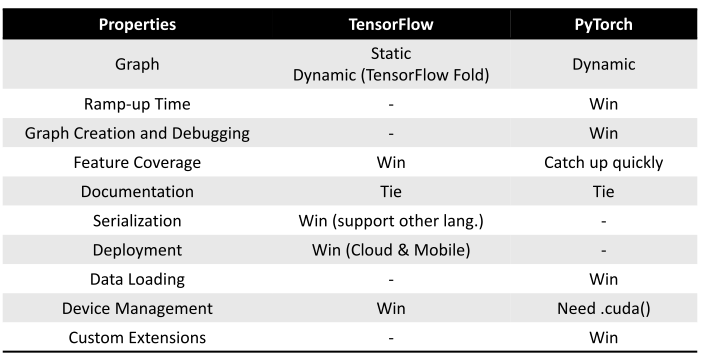 Properties TensorFlow PyTorch
Graph Static Dynamic (TensorFlow Fold) Dynamic
Ramp-up Time - Win
Graph Creation and Debugging - Win
Feature Coverage Win Catch up quickly
Documentation Tie Tie
Serialization Win (support other lang.) -
Deployment Win (Cloud & Mobile) -
Data Loading - Win
Device Management Win Need .cuda()
Custom Extensions - Win